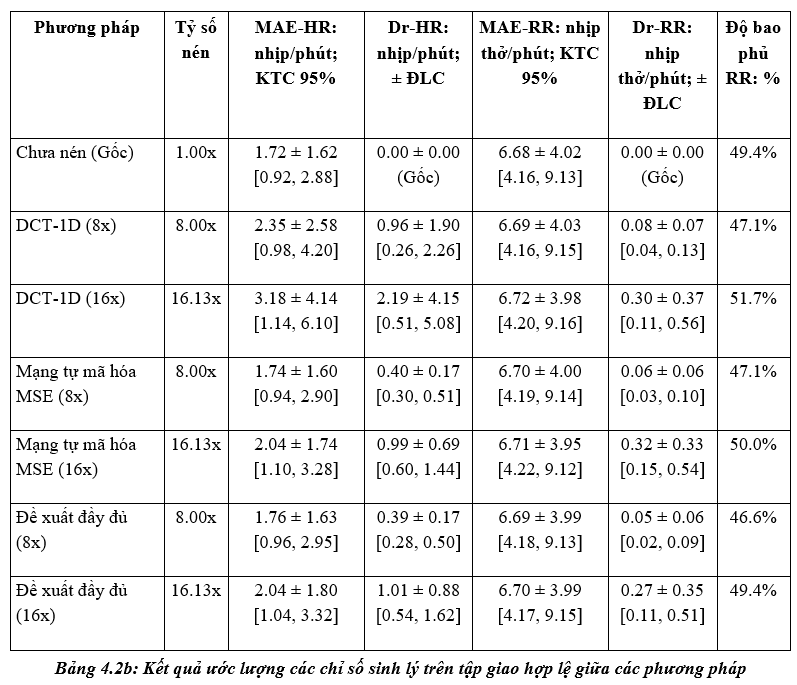 Phương pháp
Tỷ số
nén
MAE-HR:
nhịp/phút;
KTC 95%
Dr-HR:
nhịp/phút;
± ĐLC
MAE-RR: nhịp
thở/phút; KTC
95%
Dr-RR:
nhịp
thở/phút; ±
ĐLC
Độ bao
phủ
RR: %
Chưa nén (Gốc)
1.00x
1.72 ± 1.62
[0.92, 2.88]
0.00 ± 0.00
(Gốc)
6.68 ± 4.02
[4.16, 9.13]
0.00 ± 0.00
(Gốc)
49.4%
DCT-1D (8x)
8.00x
2.35 ± 2.58
[0.98, 4.20]
0.96 ± 1.90
[0.26, 2.26]
6.69 ± 4.03
[4.16, 9.15]
0.08 ± 0.07
[0.04, 0.13]
47.1%
DCT-1D (16x)
16.13x
3.18 ± 4.14
[1.14, 6.10]
2.19 ± 4.15
[0.51, 5.08]
6.72 ± 3.98
[4.20, 9.16]
0.30 ± 0.37
[0.11, 0.56]
51.7%
Mạng tự mã hóa
MSE (8x)
8.00x
1.74 ± 1.60
[0.94, 2.90]
0.40 ± 0.17
[0.30, 0.51]
6.70 ± 4.00
[4.19, 9.14]
0.06 ± 0.06
[0.03, 0.10]
47.1%
Mạng tự mã hóa
MSE (16x)
16.13x
2.04 ± 1.74
[1.10, 3.28]
0.99 ± 0.69
[0.60, 1.44]
6.71 ± 3.95
[4.22, 9.12]
0.32 ± 0.33
[0.15, 0.54]
50.0%
Đề xuất đầy đủ
(8x)
8.00x
1.76 ± 1.63
[0.96, 2.95]
0.39 ± 0.17
[0.28, 0.50]
6.69 ± 3.99
[4.18, 9.13]
0.05 ± 0.06
[0.02, 0.09]
46.6%
Đề xuất đầy đủ
(16x)
16.13x
2.04 ± 1.80
[1.04, 3.32]
1.01 ± 0.88
[0.54, 1.62]
6.70 ± 3.99
[4.17, 9.15]
0.27 ± 0.35
[0.11, 0.51]
49.4%
Bảng 4.2b: Kết quả ước lượng các chỉ số sinh lý trên tập giao hợp lệ giữa các phương pháp